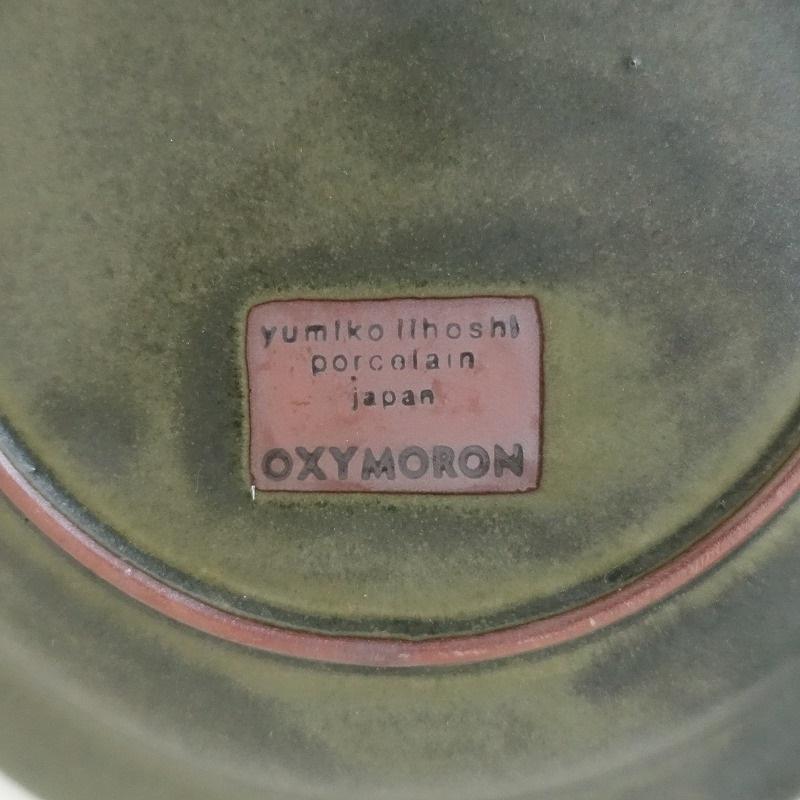 yumiko iihoshi
porcelain
japan
OXYMORON